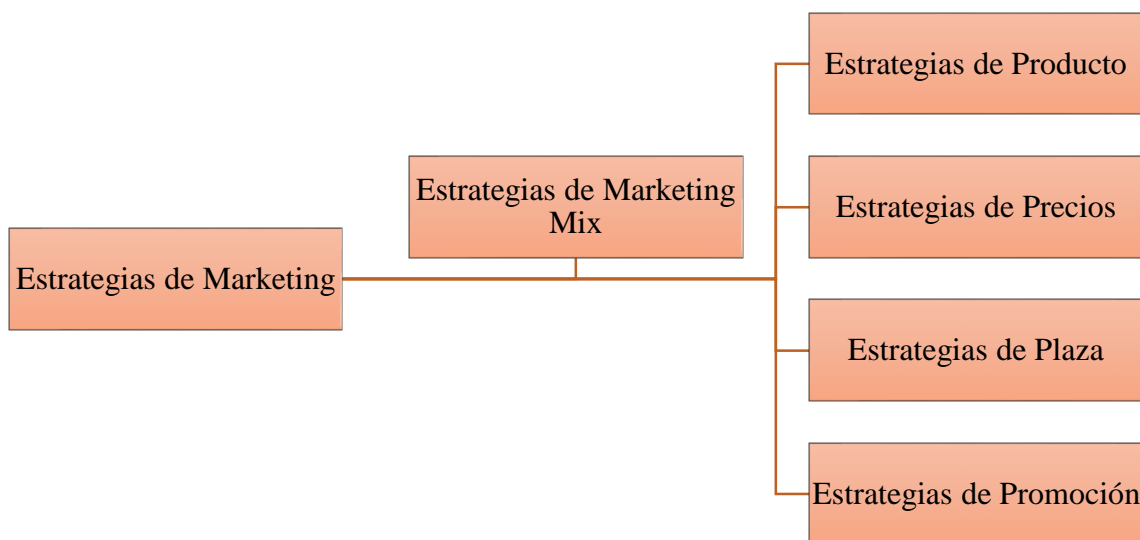 Estrategias de Marketing
Estrategias de Marketing
Mix
Estrategias de Producto
Estrategias de Precios
Estrategias de Plaza
Estrategias de Promoción